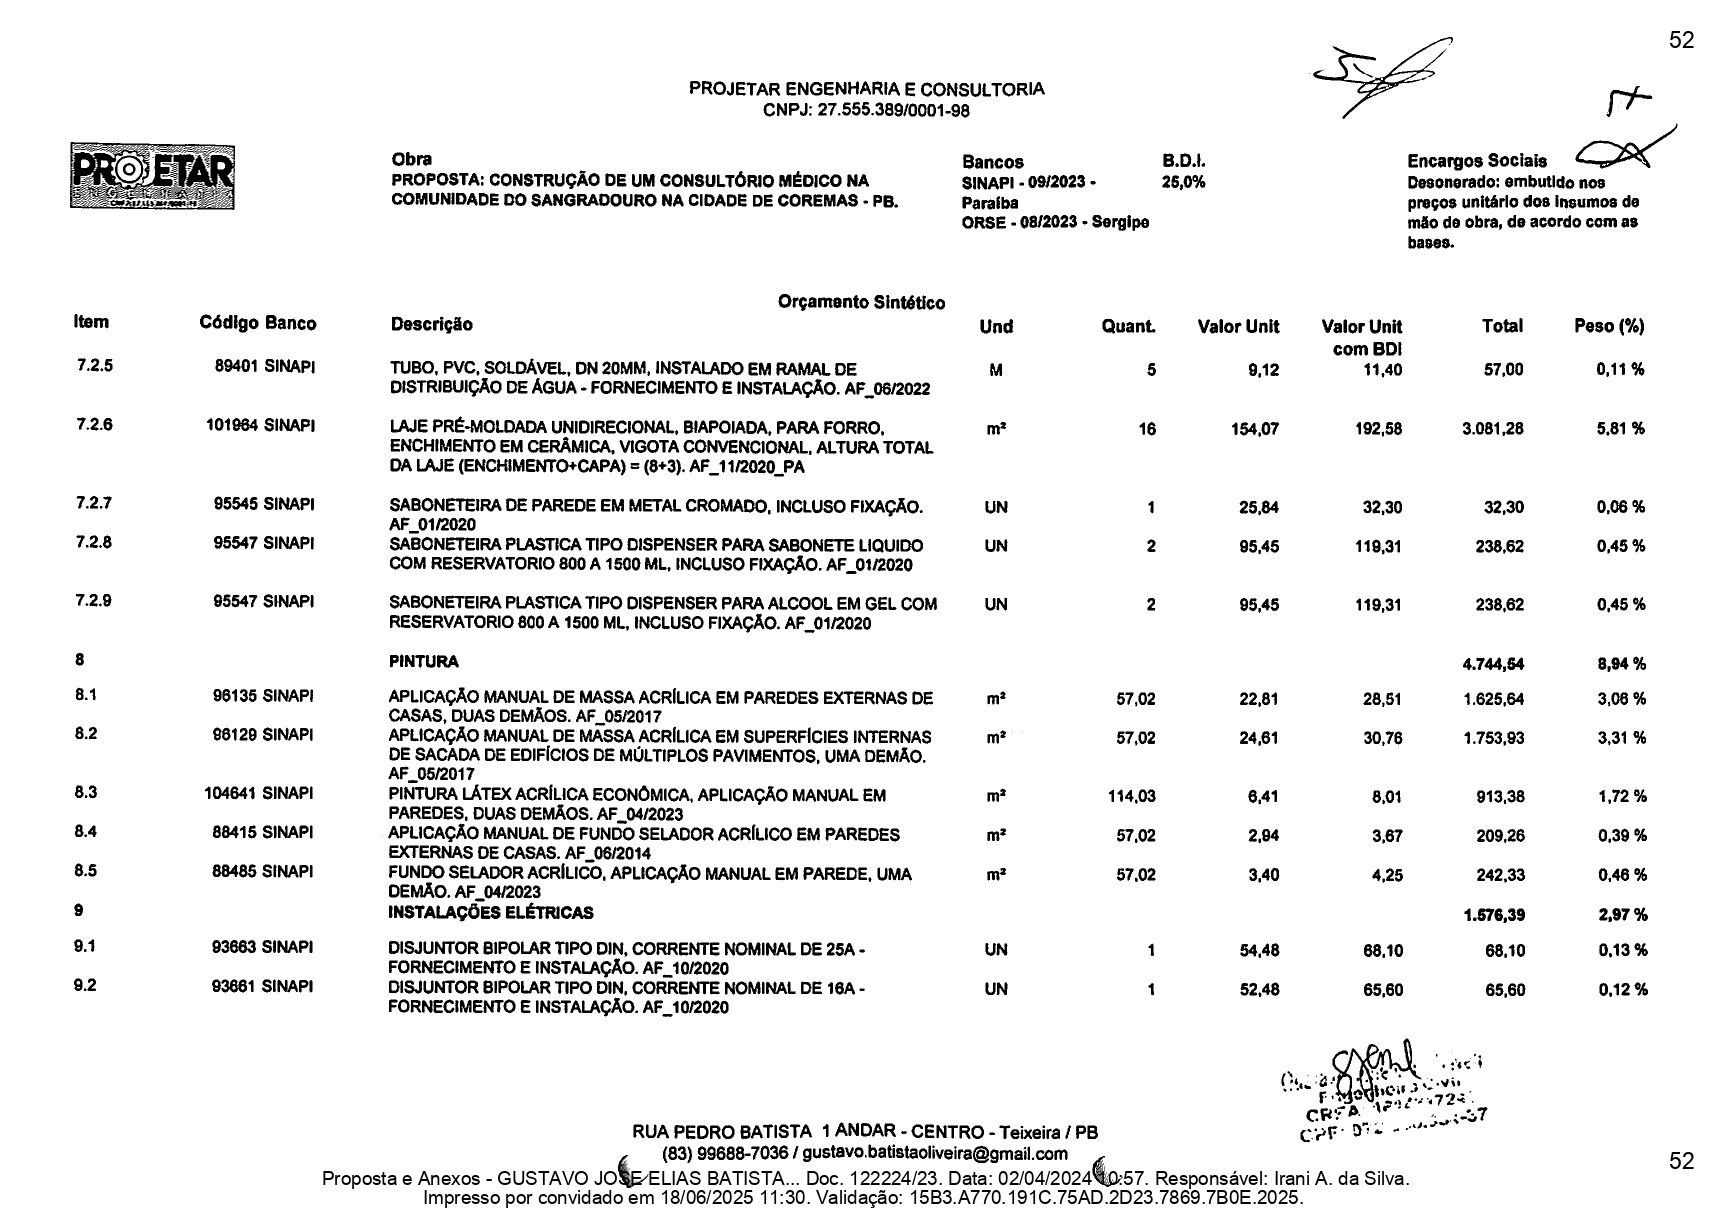 52
PROJETAR ENGENHARIA E CONSULTORIA
CNPJ: 27.555.389/0001-98
PROJETAR
Obra
PROPOSTA: CONSTRUÇÃO DE UM CONSULTÓRIO MÉDICO NA
COMUNIDADE DO SANGRADOURO NA CIDADE DE COREMAS - PB.
Bancos
SINAPI - 09/2023 -
Paraíba
ORSE - 08/2023 - Sergipe
B.D.I.
25,0%
Encargos Sociais
Desonerado: embutido nos
preços unitário dos insumos de
mão de obra, de acordo com as
bases.
Orçamento Sintético
Item Código Banco Descrição Und Quant. Valor Unit Valor Unit com BDI Total Peso (%)
7.2.5 89401 SINAPI TUBO, PVC, SOLDÁVEL, DN 20MM, INSTALADO EM RAMAL DE M 5 9,12 11,40 57,00 0,11 %
DISTRIBUIÇÃO DE ÁGUA - FORNECIMENTO E INSTALAÇÃO. AF_06/2022
7.2.6 101964 SINAPI LAJE PRÉ-MOLDADA UNIDIRECIONAL, BIAPOIADA, PARA FORRO, m² 16 154,07 192,58 3.081,28 5,81 %
ENCHIMENTO EM CERÂMICA, VIGOTA CONVENCIONAL, ALTURA TOTAL
DA LAJE (ENCHIMENTO+CAPA) = (8+3). AF_11/2020_PA
7.2.7 95545 SINAPI SABONETEIRA DE PAREDE EM METAL CROMADO, INCLUSO FIXAÇÃO. UN 1 25,84 32,30 32,30 0,06 %
AF_01/2020
7.2.8 95547 SINAPI SABONETEIRA PLASTICA TIPO DISPENSER PARA SABONETE LIQUIDO UN 2 95,45 119,31 238,62 0,45 %
COM RESERVATORIO 800 A 1500 ML, INCLUSO FIXAÇÃO. AF_01/2020
7.2.9 95547 SINAPI SABONETEIRA PLASTICA TIPO DISPENSER PARA ALCOOL EM GEL COM UN 2 95,45 119,31 238,62 0,45 %
RESERVATORIO 800 A 1500 ML, INCLUSO FIXAÇÃO. AF_01/2020
8 PINTURA 4.744,54 8,94 %
8.1 96135 SINAPI APLICAÇÃO MANUAL DE MASSA ACRÍLICA EM PAREDES EXTERNAS DE m² 57,02 22,81 28,51 1.625,64 3,06 %
CASAS, DUAS DEMÃOS. AF_05/2017
8.2 96129 SINAPI APLICAÇÃO MANUAL DE MASSA ACRÍLICA EM SUPERFÍCIES INTERNAS m² 57,02 24,61 30,76 1.753,93 3,31 %
DE SACADA DE EDIFÍCIOS DE MÚLTIPLOS PAVIMENTOS, UMA DEMÃO.
AF_05/2017
8.3 104641 SINAPI PINTURA LÁTEX ACRÍLICA ECONÔMICA, APLICAÇÃO MANUAL EM m² 114,03 6,41 8,01 913,38 1,72 %
PAREDES, DUAS DEMÃOS. AF_04/2023
8.4 88415 SINAPI APLICAÇÃO MANUAL DE FUNDO SELADOR ACRÍLICO EM PAREDES m² 57,02 2,94 3,67 209,26 0,39 %
EXTERNAS DE CASAS. AF_06/2014
8.5 88485 SINAPI FUNDO SELADOR ACRÍLICO, APLICAÇÃO MANUAL EM PAREDE, UMA m² 57,02 3,40 4,25 242,33 0,46 %
DEMÃO. AF_04/2023
9 INSTALAÇÕES ELÉTRICAS 1.576,39 2,97 %
9.1 93663 SINAPI DISJUNTOR BIPOLAR TIPO DIN, CORRENTE NOMINAL DE 25A - UN 1 54,48 68,10 68,10 0,13 %
FORNECIMENTO E INSTALAÇÃO. AF_10/2020
9.2 93661 SINAPI DISJUNTOR BIPOLAR TIPO DIN, CORRENTE NOMINAL DE 16A - UN 1 52,48 65,60 65,60 0,12 %
FORNECIMENTO E INSTALAÇÃO. AF_10/2020
Engenheiro Civil
CREA
CPF:
RUA PEDRO BATISTA 1 ANDAR - CENTRO - Teixeira / PB
(83) 99688-7036 / gustavo.batistaoliveira@gmail.com
52
Proposta e Anexos - GUSTAVO JOSE ELIAS BATISTA... Doc. 122224/23. Data: 02/04/2024 10:57. Responsável: Irani A. da Silva.
Impresso por convidado em 18/06/2025 11:30. Validação: 15B3.A770.191C.75AD.2D23.7869.7B0E.2025.